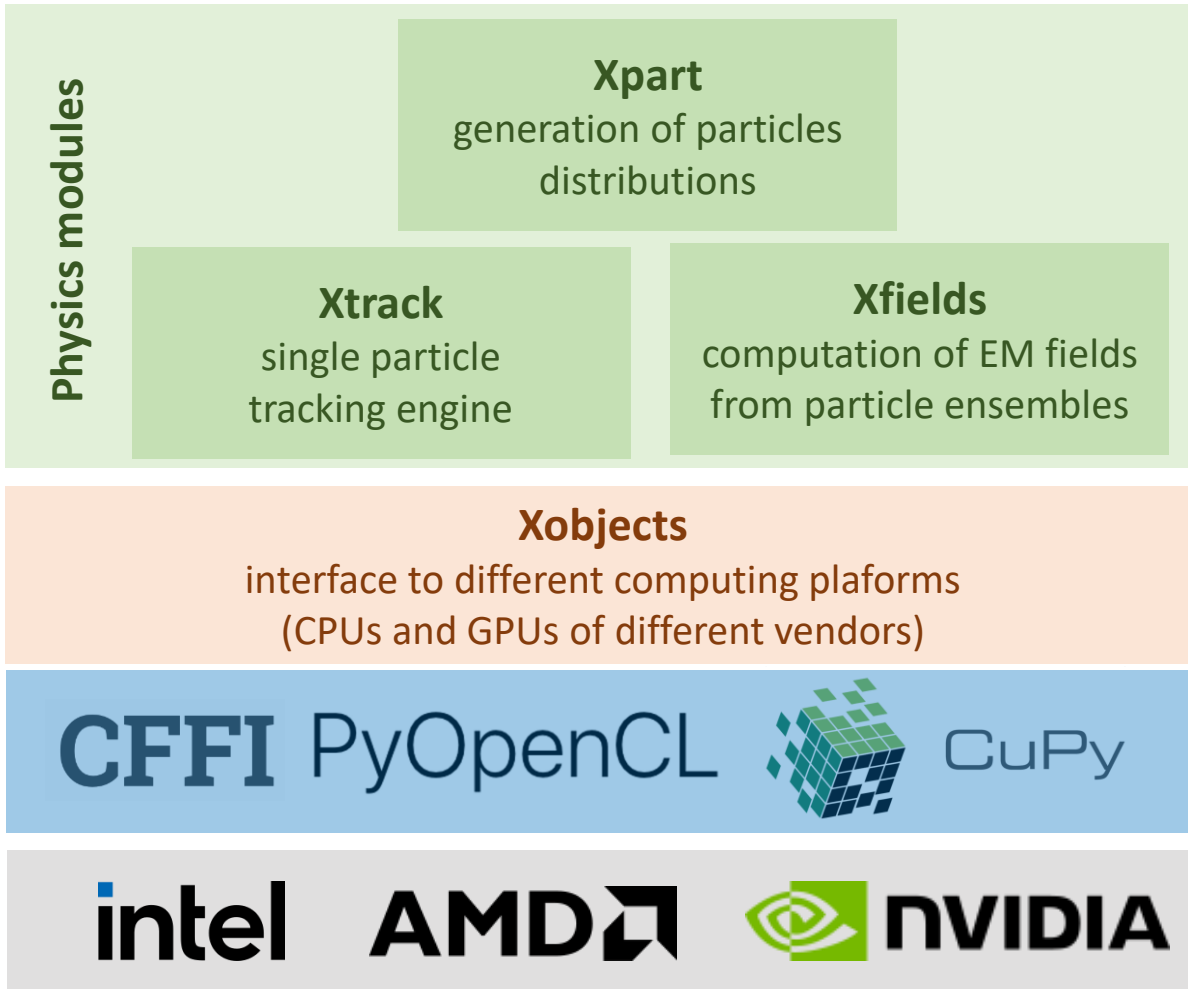 Physics modules
Xpart
generation of particles
distributions
Xtrack
single particle
tracking engine
Xfields
computation of EM fields
from particle ensembles
Xobjects
interface to different computing plaforms
(CPUs and GPUs of different vendors)
CFFI PyOpenCL CuPy
intel AMD NVIDIA